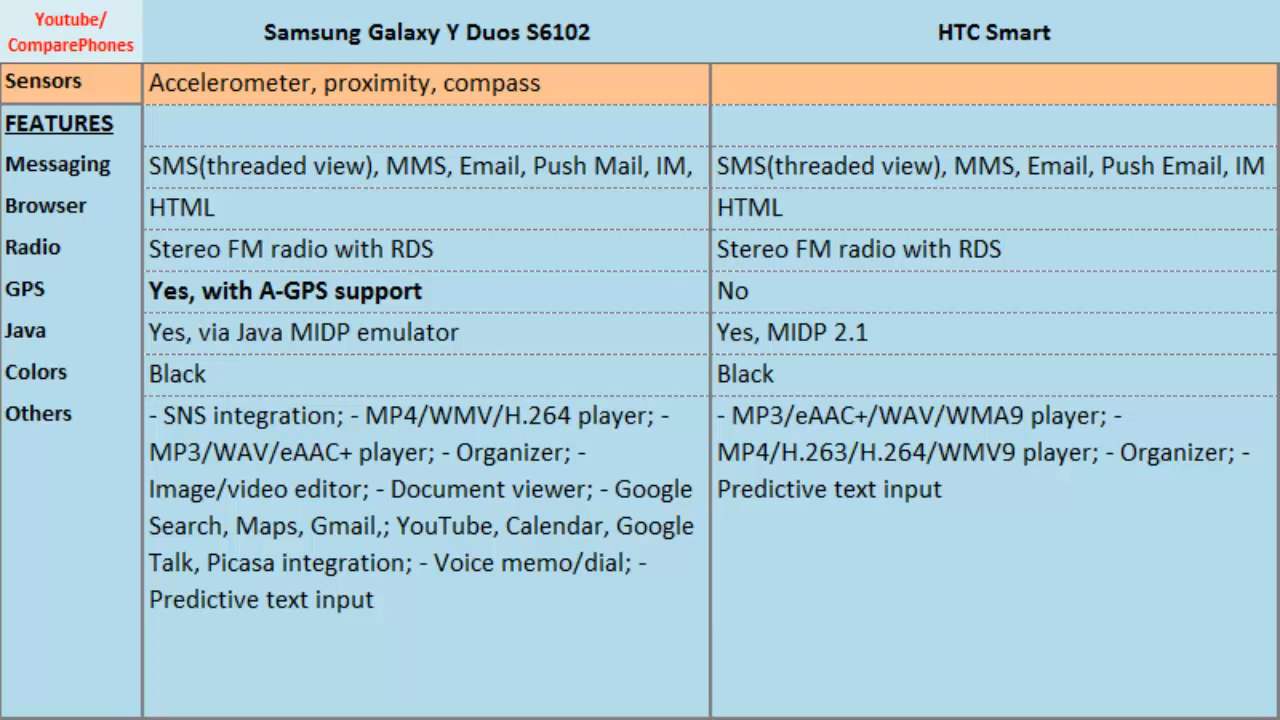 Youtube/
ComparePhones
Samsung Galaxy Y Duos S6102
HTC Smart
Sensors
Accelerometer, proximity, compass
FEATURES
Messaging
SMS(threaded view), MMS, Email, Push Mail, IM,
SMS(threaded view), MMS, Email, Push Email, IM
Browser
HTML
HTML
Radio
Stereo FM radio with RDS
Stereo FM radio with RDS
GPS
Yes, with A-GPS support
No
Java
Yes, via Java MIDP emulator
Yes, MIDP 2.1
Colors
Black
Black
Others
- SNS integration; - MP4/WMV/H.264 player; -
MP3/WAV/eAAC+ player; - Organizer; -
Image/video editor; - Document viewer; - Google
Search, Maps, Gmail,; YouTube, Calendar, Google
Talk, Picasa integration; - Voice memo/dial; -
Predictive text input
- MP3/eAAC+/WAV/WMA9 player; -
MP4/H.263/H.264/WMV9 player; - Organizer; -
Predictive text input